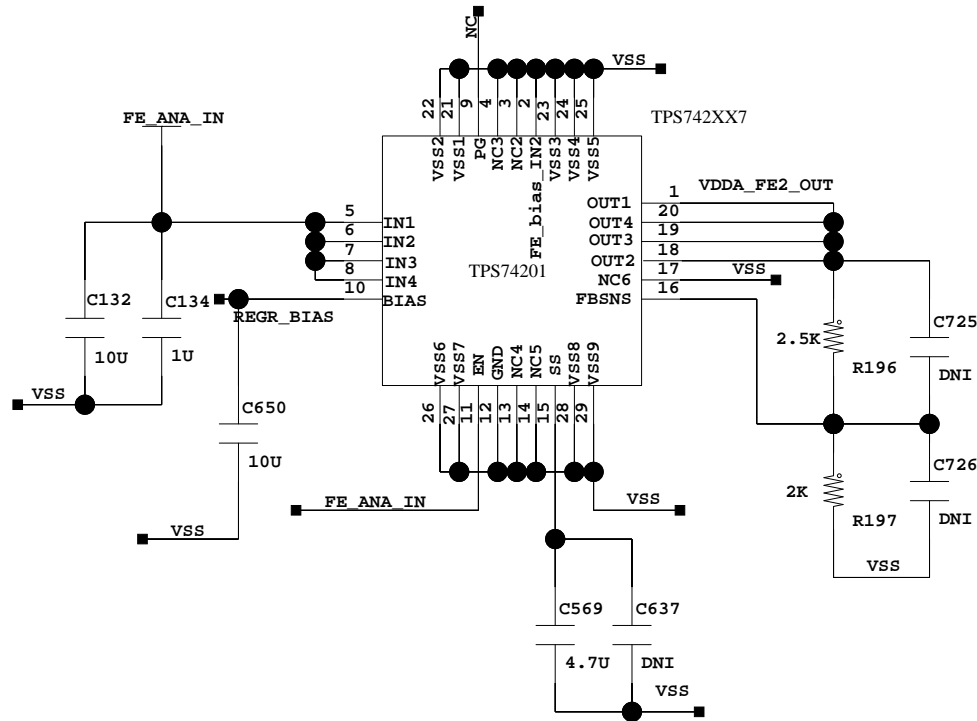 NC
VSS
22
21
9
4
3
2
23
24
25
TPS742XX7
FE_ANA_IN
VSS2
VSS1
PG
NC3
NC2
FE_bias_IN2
VSS3
VSS4
VSS5
VDDA_FE2_OUT
5
IN1
6
IN2
7
IN3
8
IN4
10
BIAS
TPS74201
OUT1
1
OUT4
20
OUT3
19
OUT2
18
NC6
17
VSS
FBSNS
16
REGR_BIAS
C132
10U
C134
1U
VSS
C650
10U
VSS
VSS6
VSS7
EN
GND
NC4
NC5
SS
VSS8
VSS9
26
27
11
12
13
14
15
28
29
FE_ANA_IN
VSS
2.5K
R196
C725
DNI
2K
R197
C726
DNI
VSS
C569
4.7U
C637
DNI
VSS